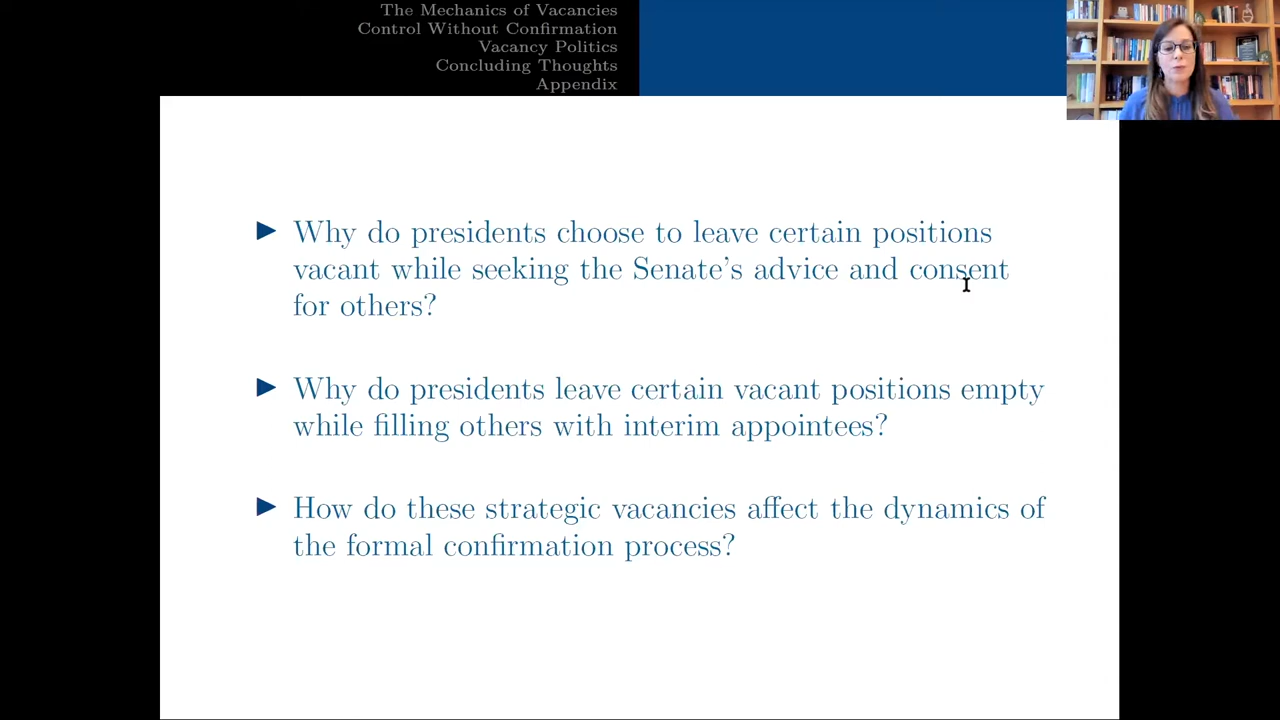 The Mechanics of Vacancies
Control Without Confirmation
Vacancy Politics
Concluding Thoughts
Appendix
Why do presidents choose to leave certain positions
vacant while seeking the Senate's advice and consent
for others?
Why do presidents leave certain vacant positions empty
while filling others with interim appointees?
How do these strategic vacancies affect the dynamics of
the formal confirmation process?